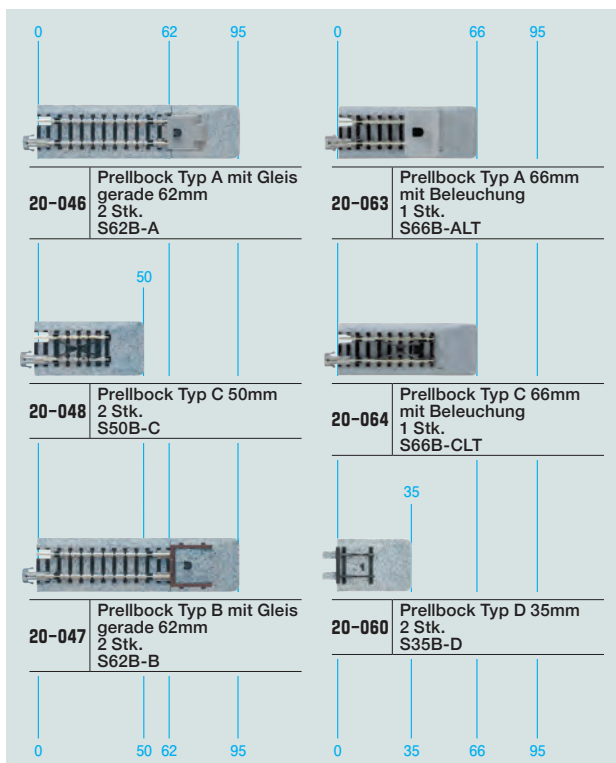 0 62 95
20-046
Prellbock Typ A mit Gleis
gerade 62mm
2 Stk.
S62B-A
50
20-048
Prellbock Typ C 50mm
2 Stk.
S50B-C
20-047
Prellbock Typ B mit Gleis
gerade 62mm
2 Stk.
S62B-B
0 50 62 95
0 66 95
20-063
Prellbock Typ A 66mm
mit Beleuchung
1 Stk.
S66B-ALT
20-064
Prellbock Typ C 66mm
mit Beleuchung
1 Stk.
S66B-CLT
35
20-060
Prellbock Typ D 35mm
2 Stk.
S35B-D
0 35 66 95